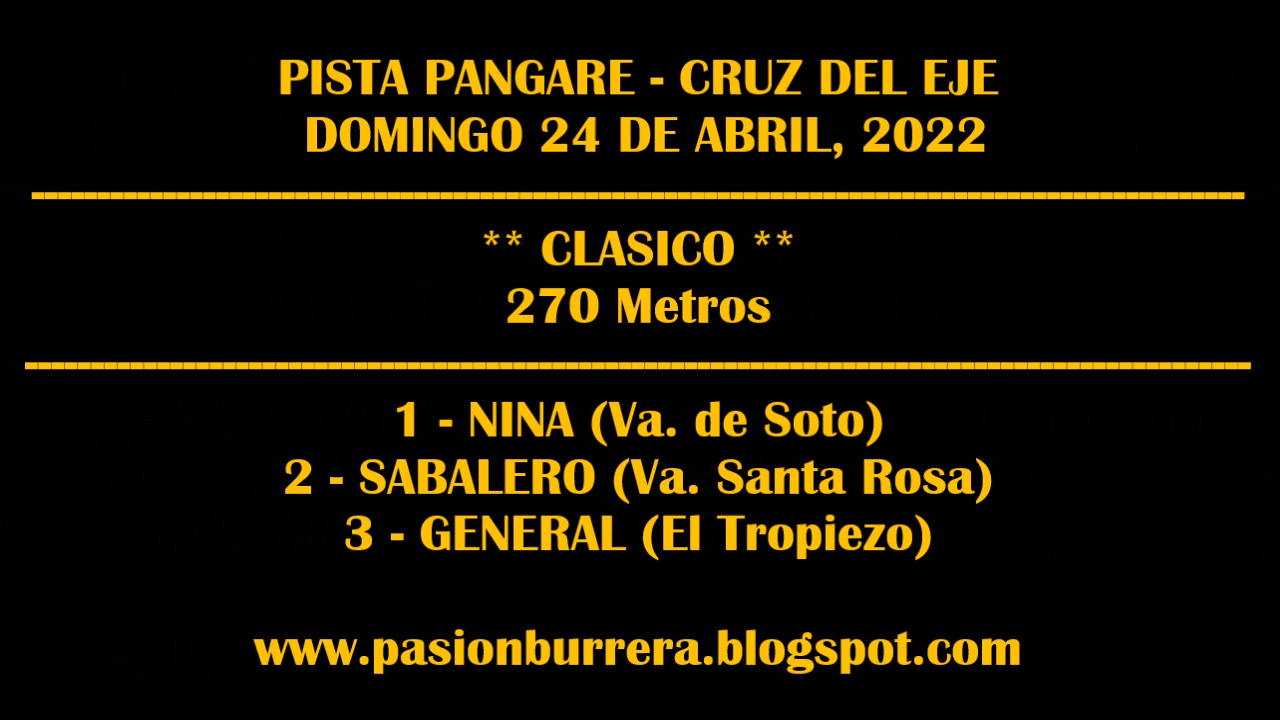 PISTA PANGARE - CRUZ DEL EJE
DOMINGO 24 DE ABRIL, 2022
** CLASICO **
270 Metros
1 - NINA (Va. de Soto)
2 - SABALERO (Va. Santa Rosa)
3 - GENERAL (El Tropiezo)
www.pasionburrera.blogspot.com